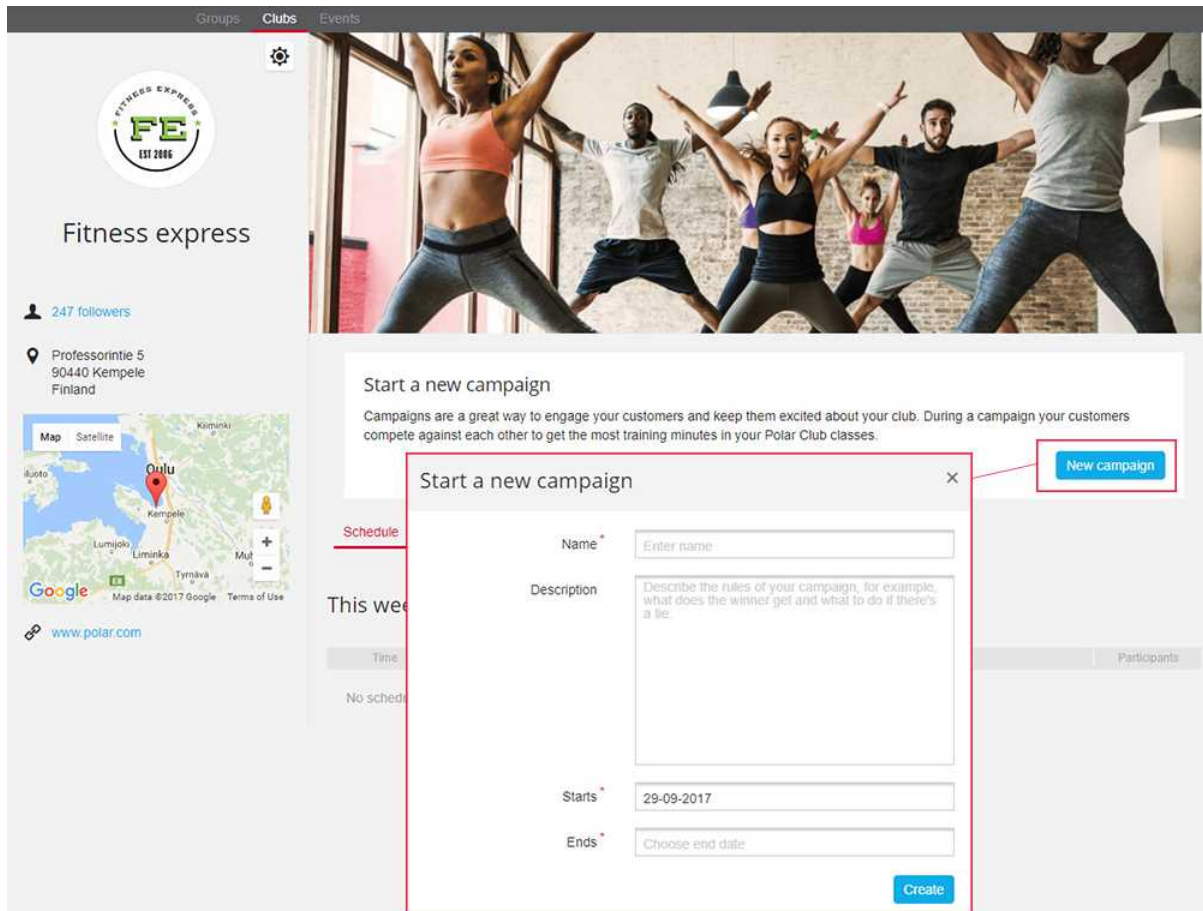 Groups Clubs Events
FITNESS EXPRESS
FE
EST 2006
Fitness express
247 followers
Professorintie 5
90440 Kempele
Finland
Map Satellite
Kiiminki
Oulu
Kempele
Lumijoki
Liminka
Tyrnävä
Google
Map data ©2017 Google Terms of Use
www.polar.com
Start a new campaign
Campaigns are a great way to engage your customers and keep them excited about your club. During a campaign your customers
compete against each other to get the most training minutes in your Polar Club classes.
New campaign
Schedule
This wee
Time
Participants
No schedu
Start a new campaign ×
Name * Enter name
Description Describe the rules of your campaign, for example,
what does the winner get and what to do if there's
a tie.
Starts * 29-09-2017
Ends * Choose end date
Create